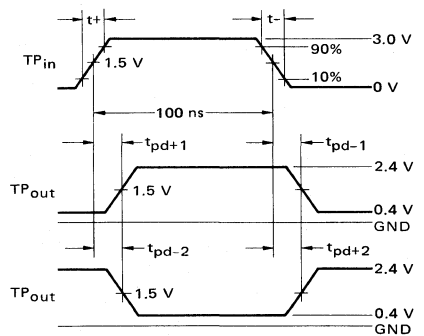 t+
t-
3.0 V
90%
TPin
1.5 V
10%
0 V
100 ns
tpd+1
tpd-1
2.4 V
TPout
1.5 V
0.4 V
GND
tpd-2
tpd+2
2.4 V
TPout
1.5 V
0.4 V
GND